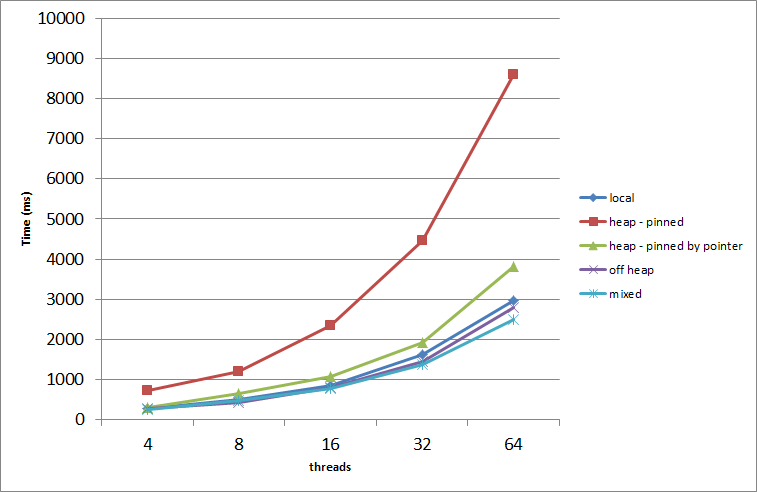 10000
9000
8000
7000
6000
5000
4000
3000
2000
1000
0
Time (ms)
4 8 16 32 64
threads
local
heap - pinned
heap - pinned by pointer
off heap
mixed